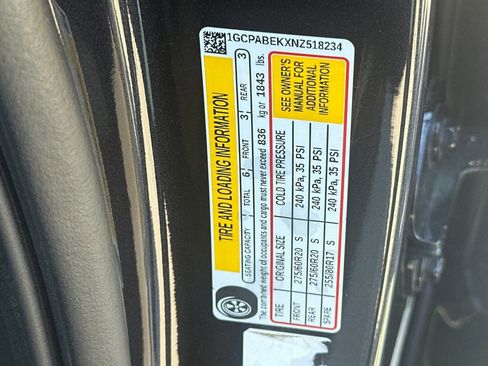 1GCPABEKXNZ518234
TIRE AND LOADING INFORMATION
SEATING CAPACITY TOTAL 6 FRONT 3 REAR 3
The combined weight of occupants and cargo must never exceed 836 kg or 1843 lbs.
TIRE ORIGINAL SIZE COLD TIRE PRESSURE
FRONT 275/60R20 S 240 kPa, 35 PSI
REAR 275/60R20 S 240 kPa, 35 PSI
SPARE 255/80R17 S 240 kPa, 35 PSI
SEE OWNER'S
MANUAL FOR
ADDITIONAL
INFORMATION